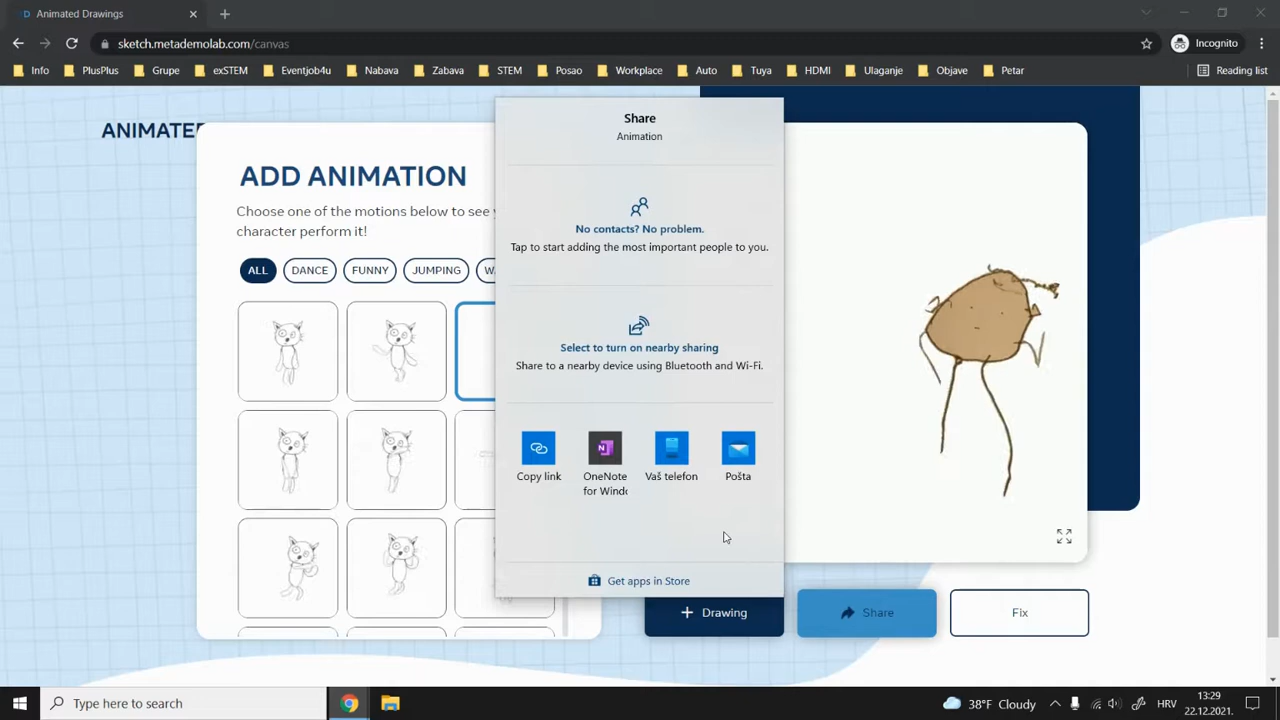 Animated Drawings
sketch.metademolab.com/canvas
Incognito
Info PlusPlus Grupe exSTEM Eventjob4u Nabava Zabava STEM Posao Workplace Auto Tuya HDMI Ulaganje Objave Petar Reading list
ADD ANIMATION
Choose one of the motions below to see
character perform it!
ALL DANCE FUNNY JUMPING
Share
Animation
No contacts? No problem.
Tap to start adding the most important people to you.
Select to turn on nearby sharing
Share to a nearby device using Bluetooth and Wi-Fi.
Copy link
OneNote
for Windo
Vaš telefon
Pošta
Get apps in Store
Drawing
Share
Fix
Type here to search
38°F Cloudy
HRV
13:29
22.12.2021.